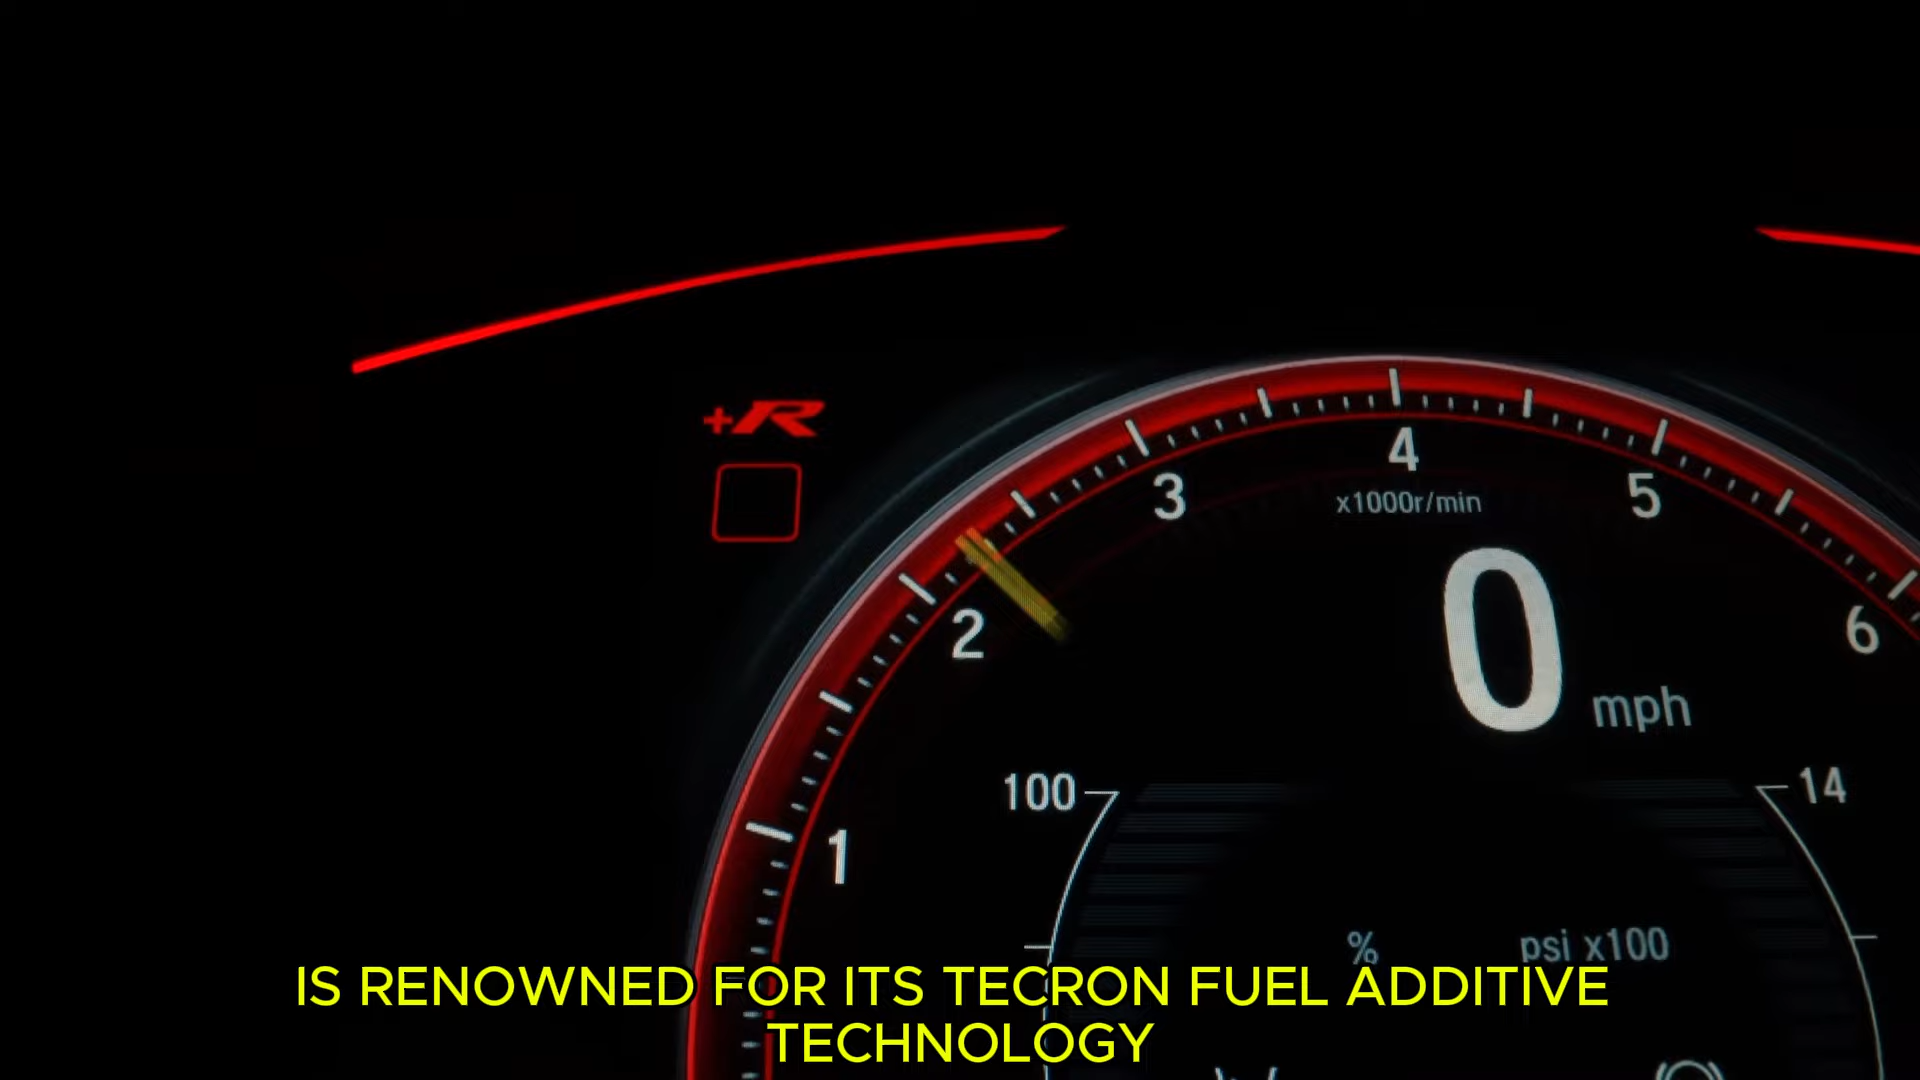 +R
4
3
5
x1000r/min
2
0
6
mph
100
14
1
%
psi x100
IS RENOWNED FOR ITS TECRON FUEL ADDITIVE
TECHNOLOGY